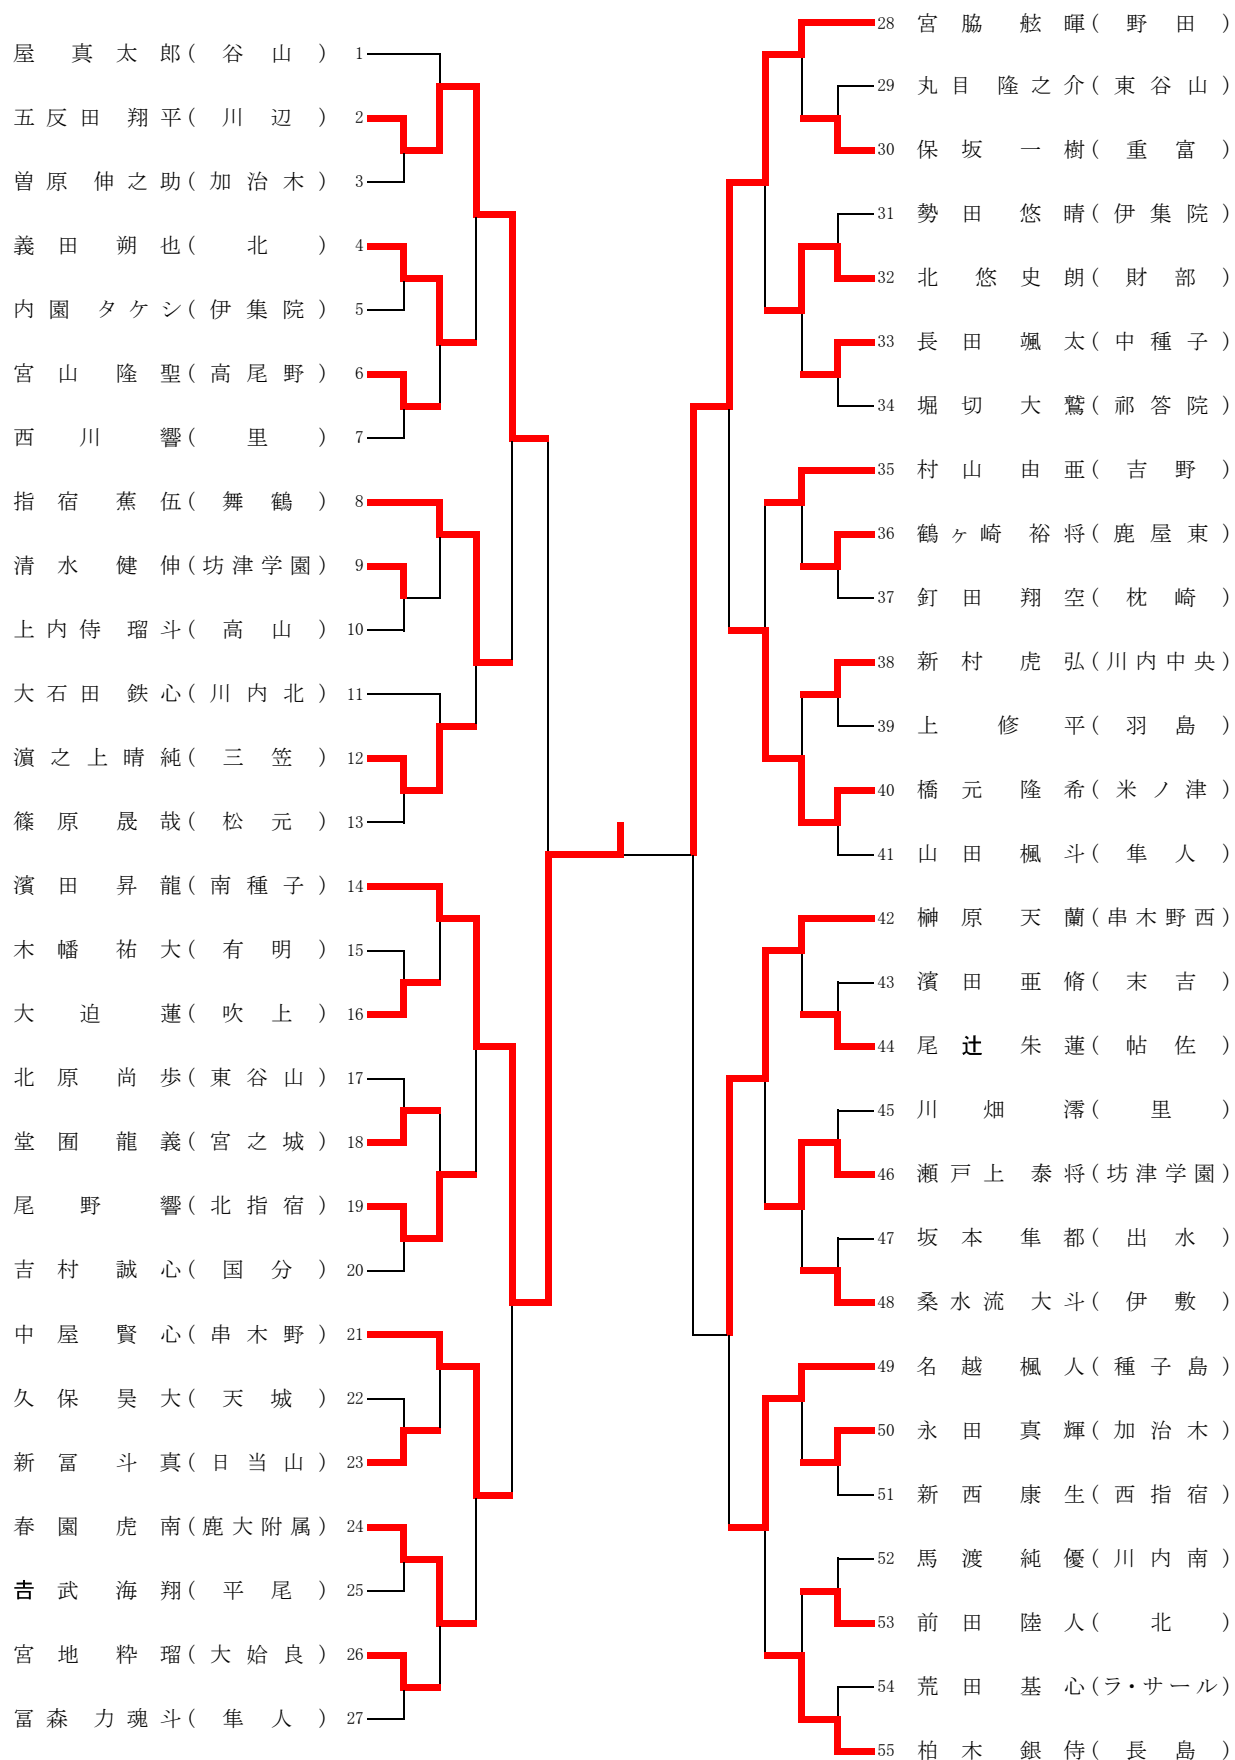 屋 真太郎(谷山) 1
五反田 翔平(川辺) 2
曽原 伸之助(加治木) 3
義田 朔也(北) 4
内園 タケシ(伊集院) 5
宮山 隆聖(高尾野) 6
西川 響(里) 7
指宿 蕉伍(舞鶴) 8
清水 健伸(坊津学園) 9
上内侍 瑠斗(高山) 10
大石田 鉄心(川内北) 11
濵之上晴純(三笠) 12
篠原 晟哉(松元) 13
濱田 昇龍(南種子) 14
木幡 祐大(有明) 15
大迫 蓮(吹上) 16
北原 尚歩(東谷山) 17
堂囿 龍義(宮之城) 18
尾野 響(北指宿) 19
吉村 誠心(国分) 20
中屋 賢心(串木野) 21
久保 昊大(天城) 22
新冨 斗真(日当山) 23
春園 虎南(鹿大附属) 24
𠮷武 海翔(平尾) 25
宮地 粋瑠(大姶良) 26
冨森 力魂斗(隼人) 27
28 宮脇 舷暉(野田)
29 丸目 隆之介(東谷山)
30 保坂 一樹(重富)
31 勢田 悠晴(伊集院)
32 北 悠史朗(財部)
33 長田 颯太(中種子)
34 堀切 大鷲(祁答院)
35 村山 由亜(吉野)
36 鶴ヶ崎 裕将(鹿屋東)
37 釘田 翔空(枕崎)
38 新村 虎弘(川内中央)
39 上 修平(羽島)
40 橋元 隆希(米ノ津)
41 山田 楓斗(隼人)
42 榊原 天蘭(串木野西)
43 濱田 亜脩(末吉)
44 尾辻 朱蓮(帖佐)
45 川畑 澪(里)
46 瀬戸上 泰将(坊津学園)
47 坂本 隼都(出水)
48 桑水流 大斗(伊敷)
49 名越 楓人(種子島)
50 永田 真輝(加治木)
51 新西 康生(西指宿)
52 馬渡 純優(川内南)
53 前田 陸人(北)
54 荒田 基心(ラ・サール)
55 柏木 銀侍(長島)